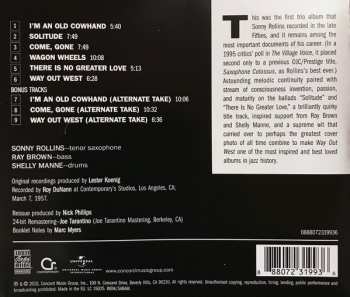 1 I'M AN OLD COWHAND 5:40
2 SOLITUDE 7:49
3 COME, GONE 7:49
4 WAGON WHEELS 10:08
5 THERE IS NO GREATER LOVE 5:14
6 WAY OUT WEST 6:28
BONUS TRACKS
7 I'M AN OLD COWHAND (ALTERNATE TAKE) 10:06
8 COME, GONE (ALTERNATE TAKE) 9:32
9 WAY OUT WEST (ALTERNATE TAKE) 6:34
SONNY ROLLINS—tenor saxophone
RAY BROWN—bass
SHELLY MANNE—drums
Original recordings produced by Lester Koenig
Recorded by Roy DuNann at Contemporary's Studios, Los Angeles, CA;
March 7, 1957.
Reissue produced by Nick Phillips
24-bit Remastering—Joe Tarantino (Joe Tarantino Mastering, Berkeley, CA)
Booklet Notes by Marc Myers
This was the first trio album that
Sonny Rollins recorded in the late
Fifties, and it remains among the
most important documents of his career. (In a
1995 critics' poll in The Village Voice, it placed
second only to a previous OJC/Prestige title,
Saxophone Colossus, as Rollins's best ever.)
Astounding melodic continuity paired with
stream of consciousness invention, passion,
and maturity on the ballads "Solitude" and
"There Is No Greater Love," a brilliantly witty
title track, inspired support from Ray Brown
and Shelly Manne, and a supreme wit that
carried over to perhaps the greatest cover
photo of all time combine to make Way Out
West one of the most inspired and best loved
albums in jazz history.
0888072319936
UNIVERSAL
www.concordmusicgroup.com
8 88072 31993 6